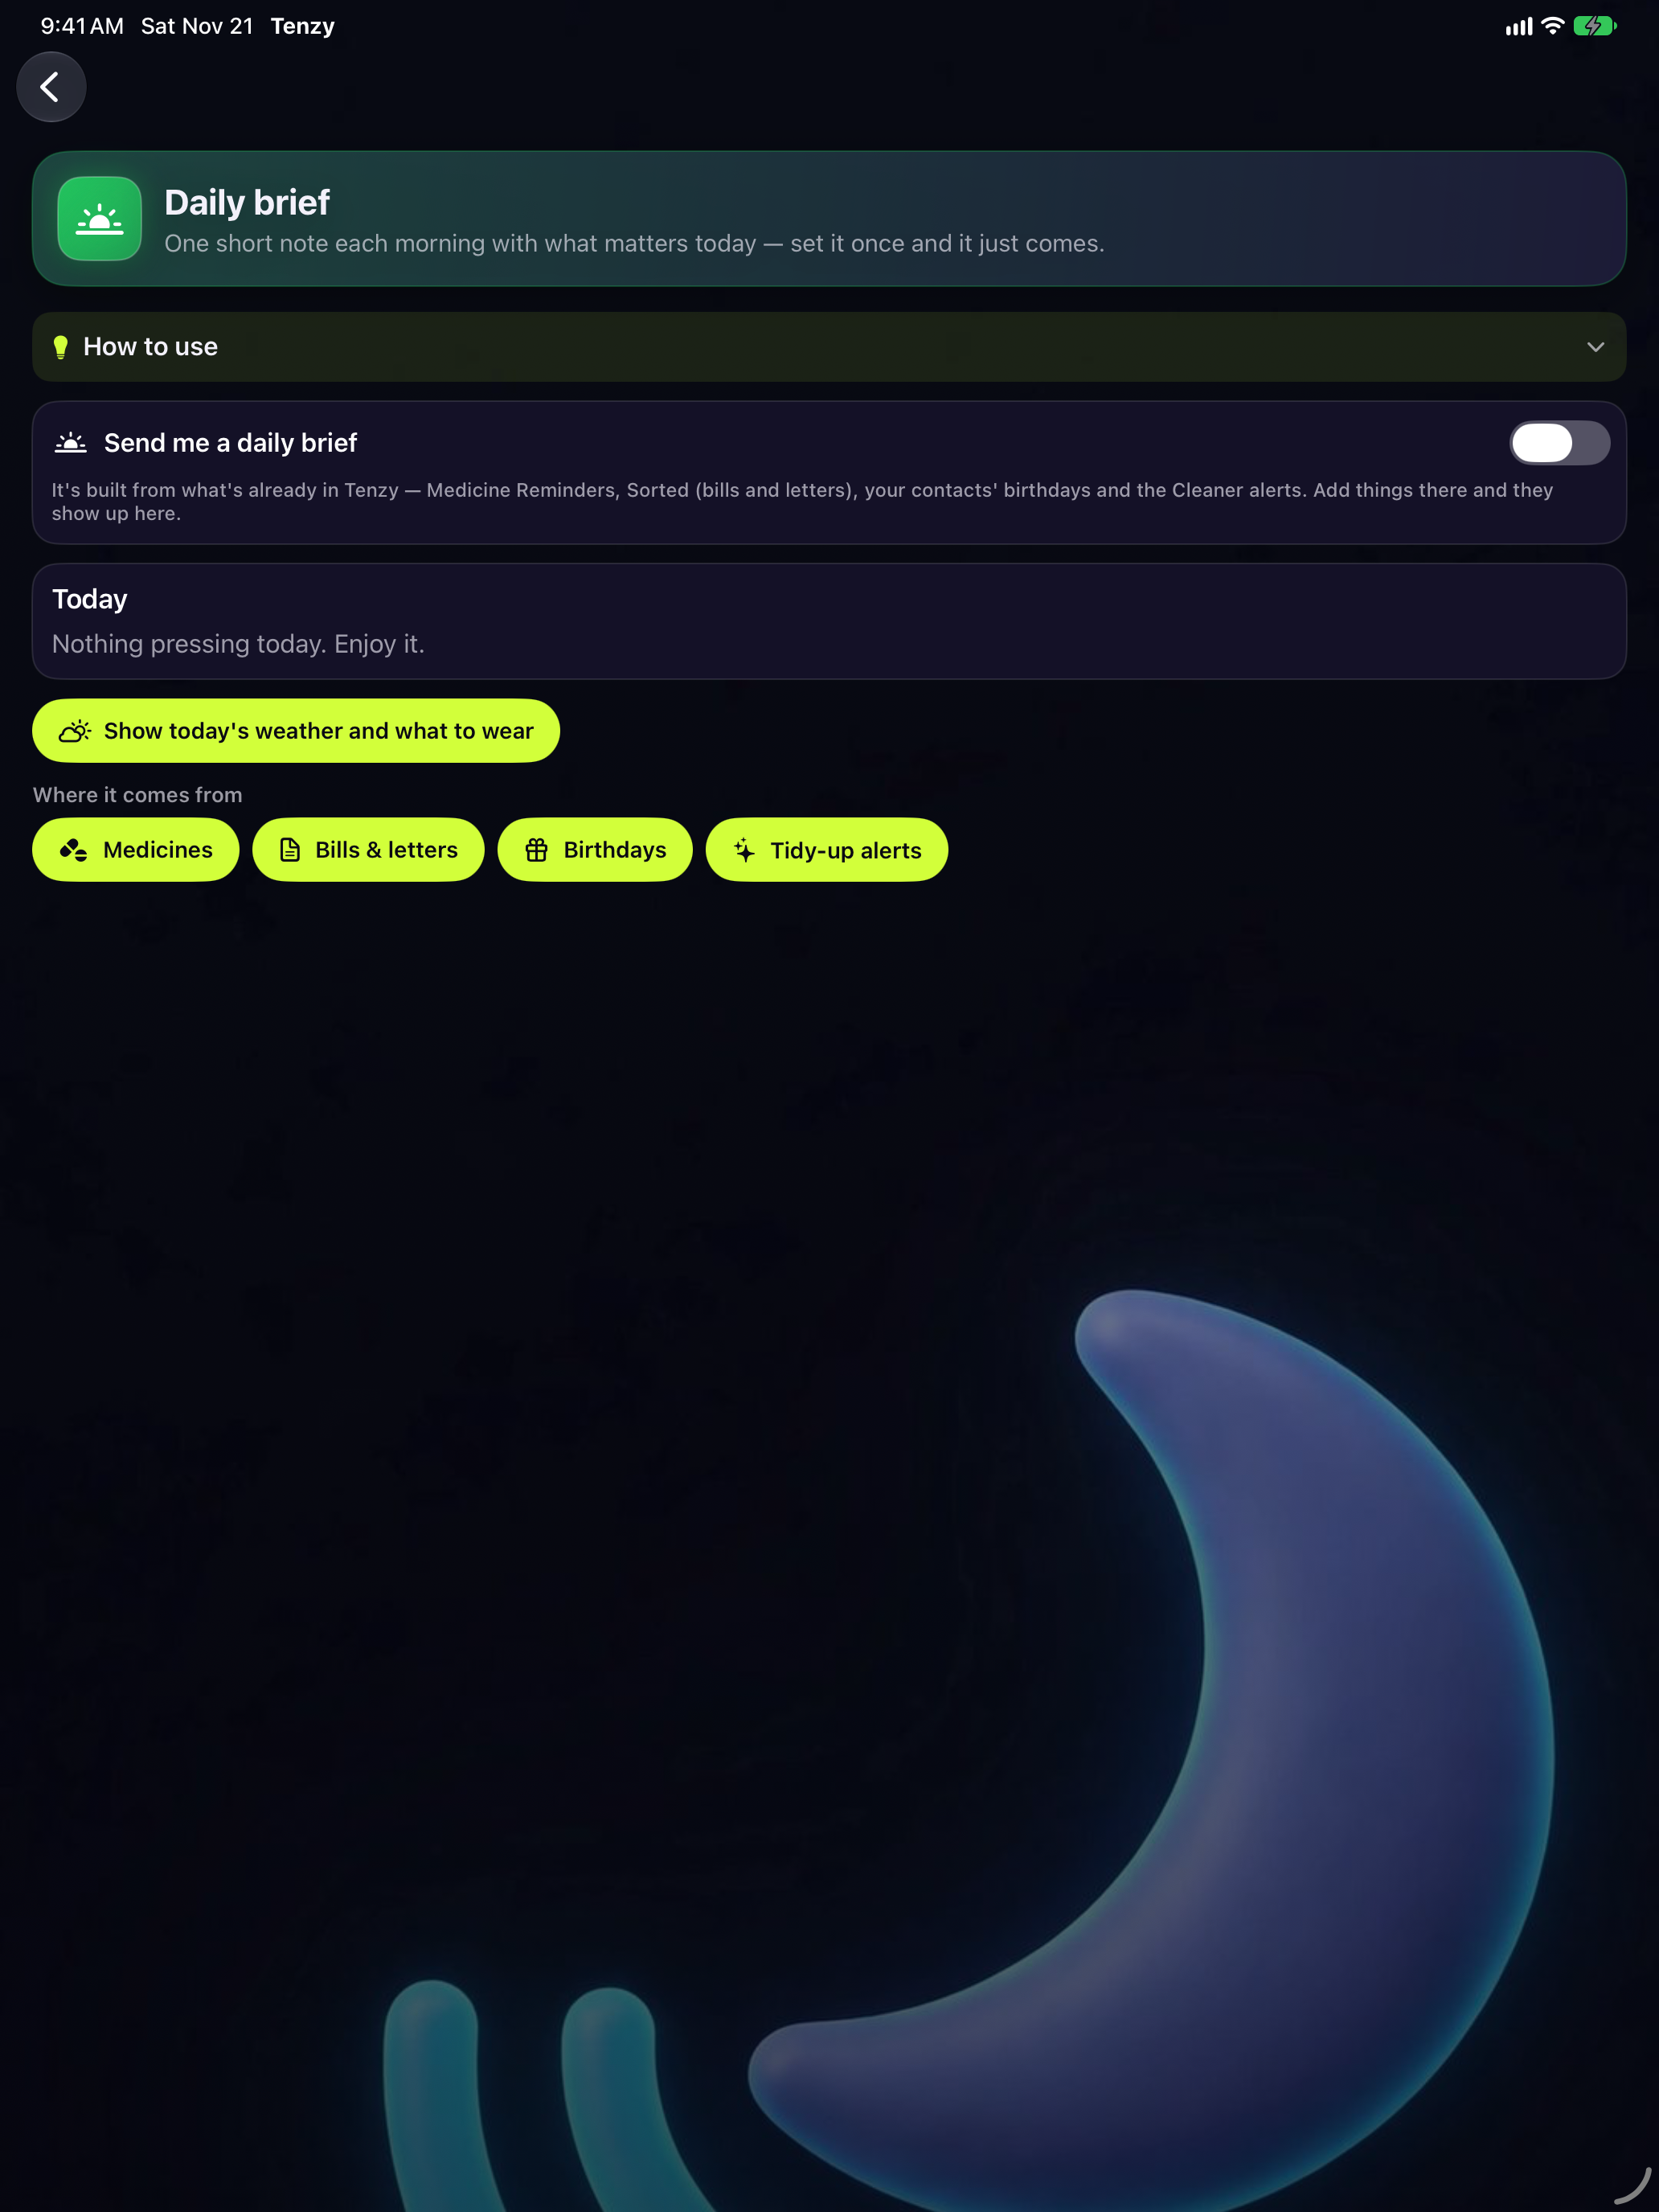 9:41 AM Sat Nov 21 Tenzy
Daily brief
One short note each morning with what matters today — set it once and it just comes.
How to use
Send me a daily brief
It's built from what's already in Tenzy — Medicine Reminders, Sorted (bills and letters), your contacts' birthdays and the Cleaner alerts. Add things there and they
show up here.
Today
Nothing pressing today. Enjoy it.
Show today's weather and what to wear
Where it comes from
Medicines Bills & letters Birthdays Tidy-up alerts